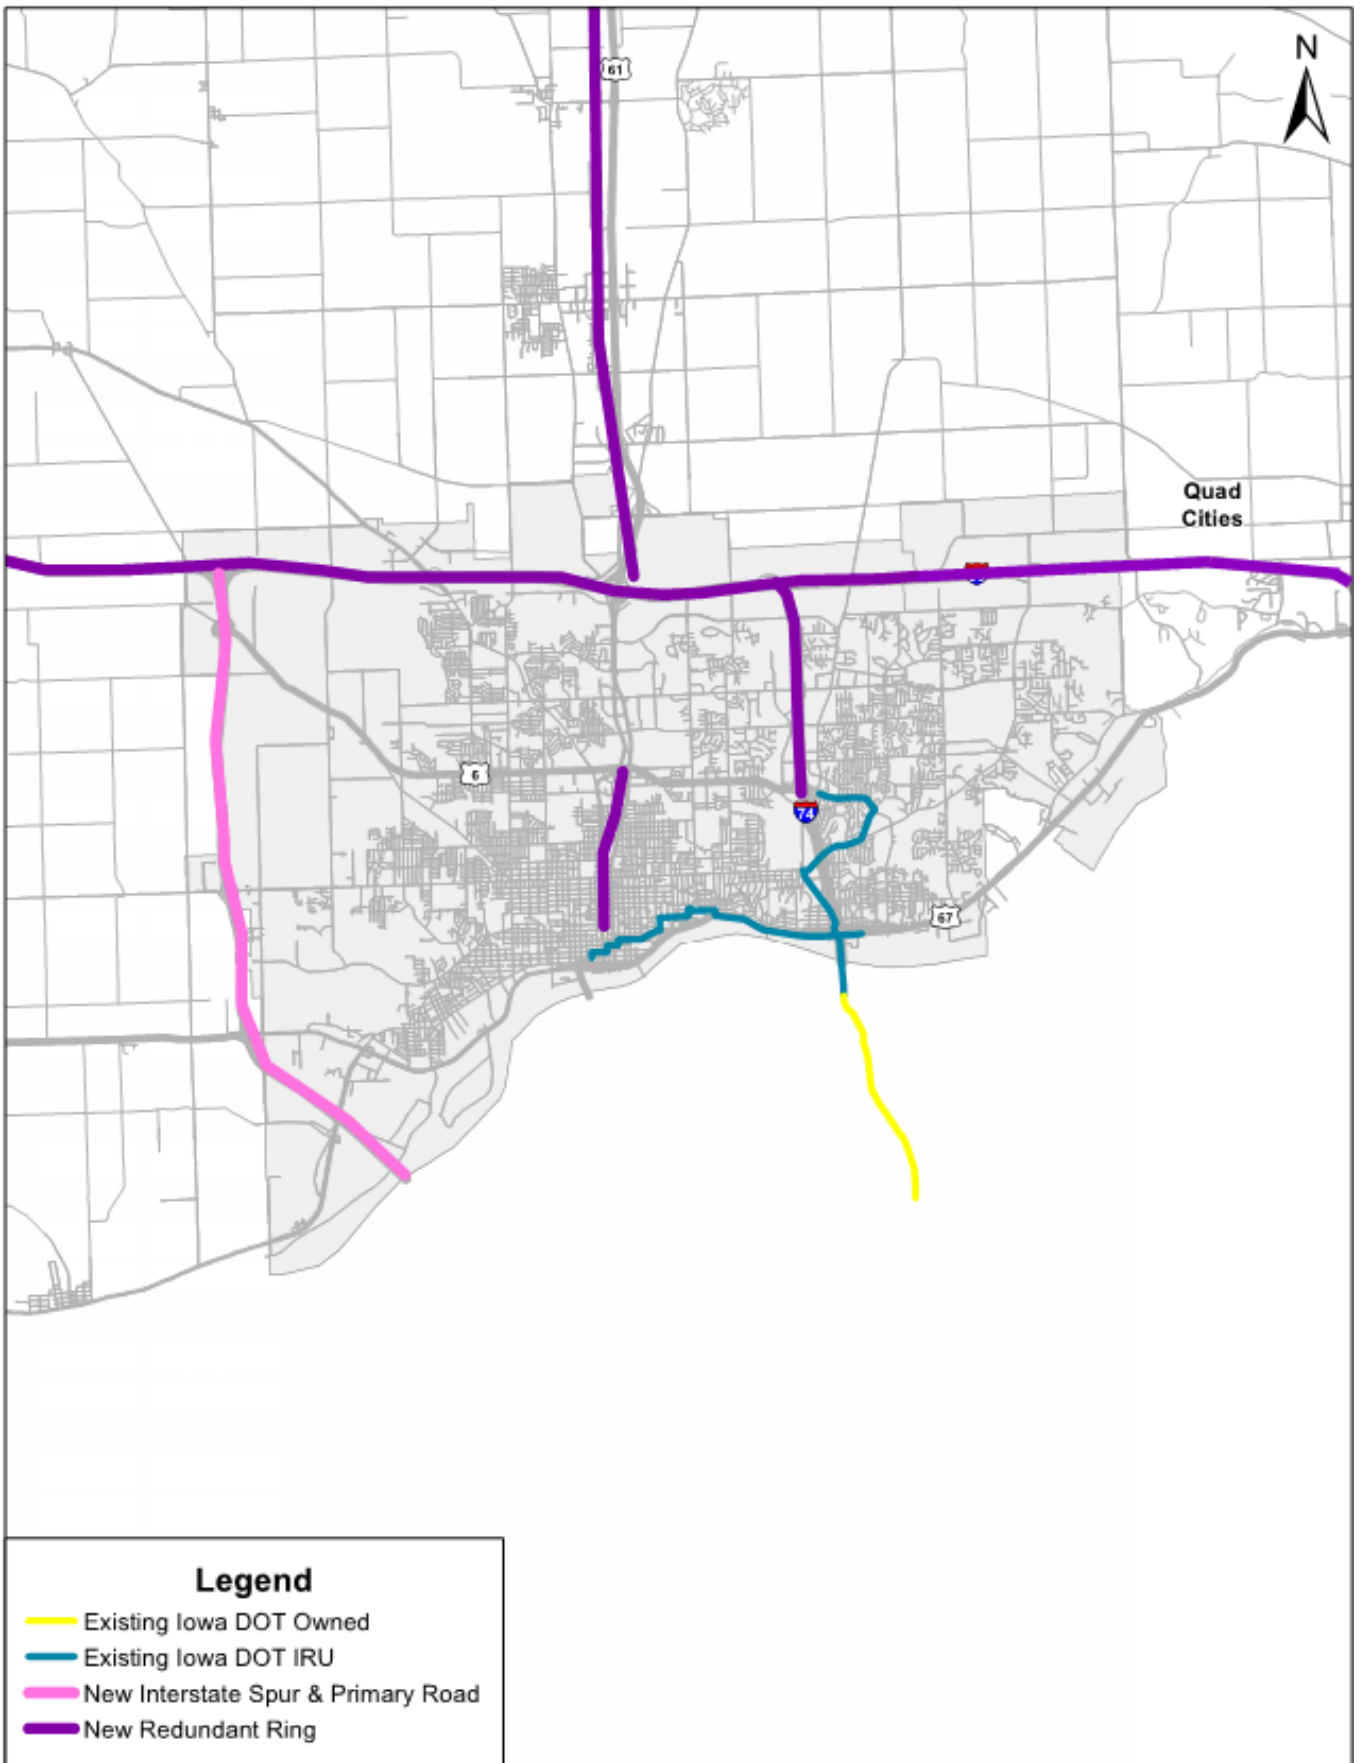 N
61
Quad
Cities
6
74
67
Legend
Existing Iowa DOT Owned
Existing Iowa DOT IRU
New Interstate Spur & Primary Road
New Redundant Ring